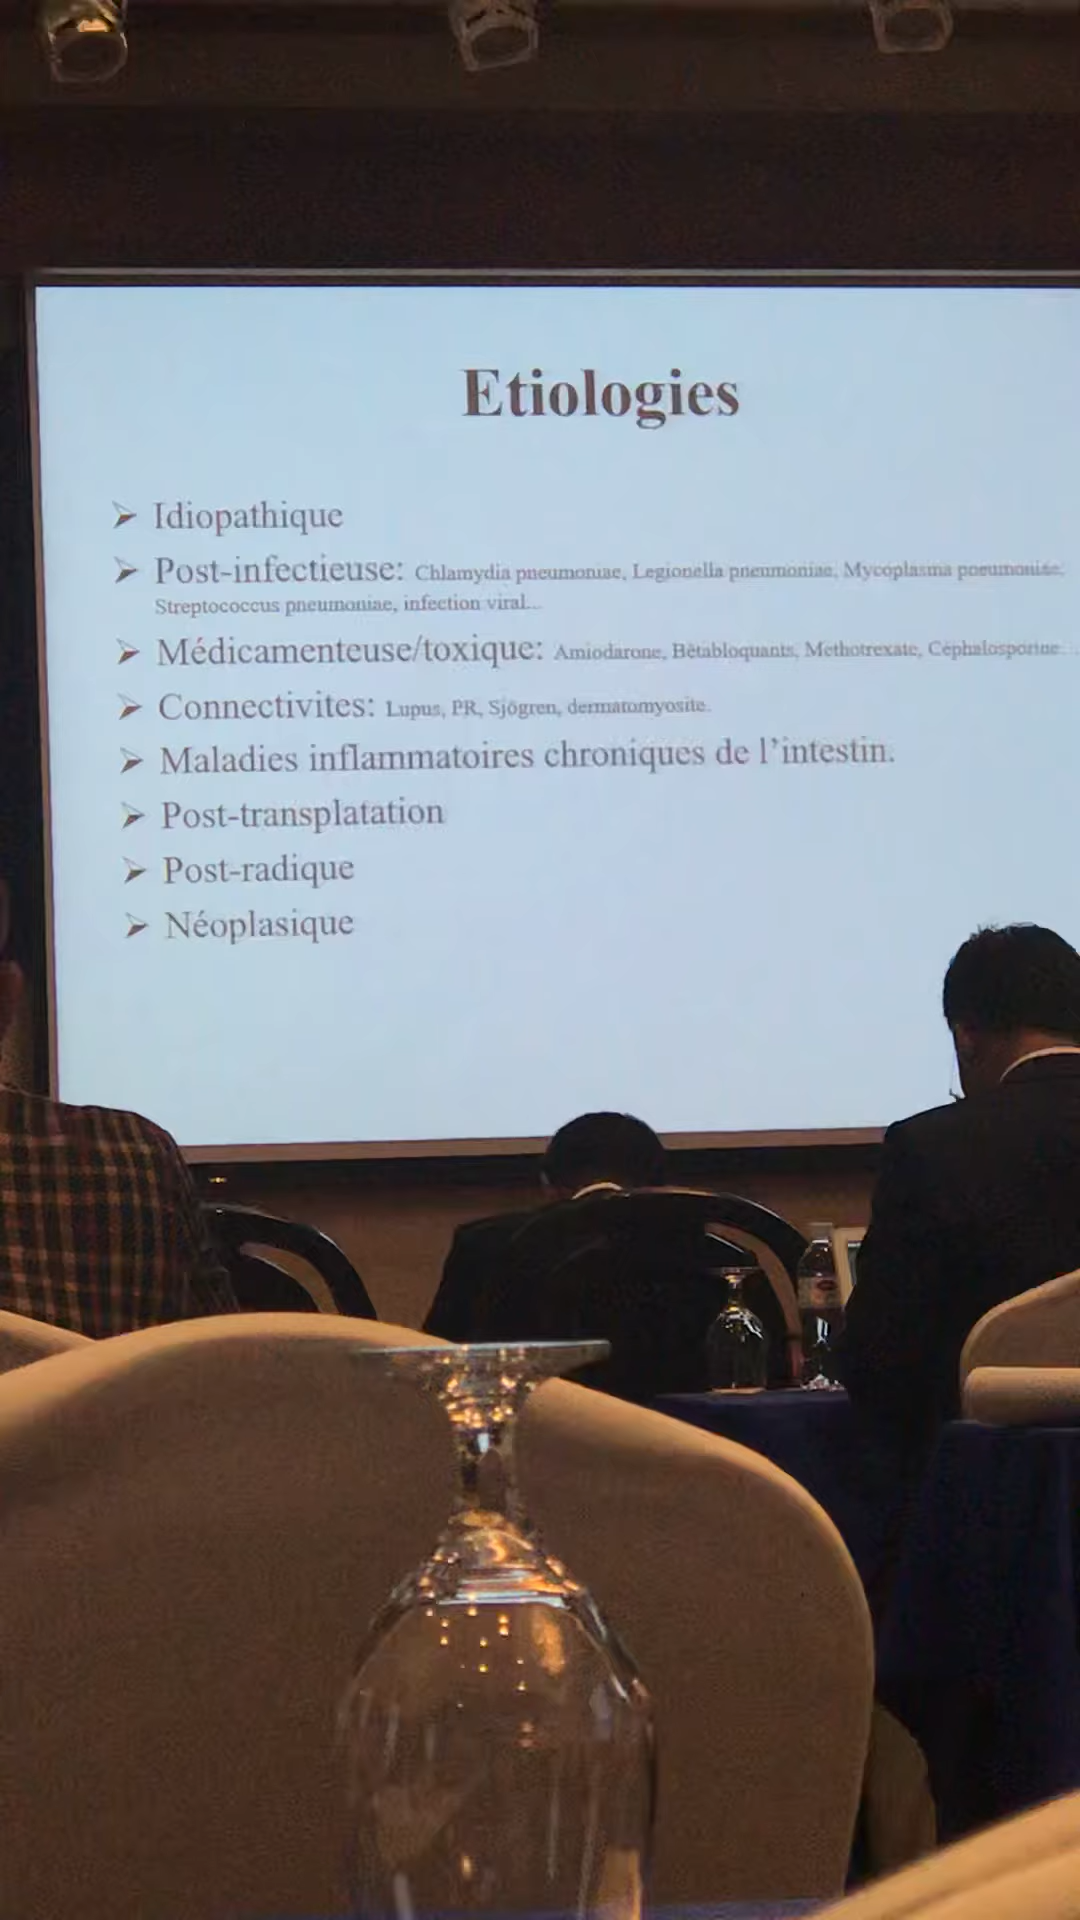 Etiologies
➢ Idiopathique
➢ Post-infectieuse: Chlamydia pneumoniae, Legionella pneumoniae, Mycoplasma pneumoniae,
Streptococcus pneumoniae, infection viral...
➢ Médicamenteuse/toxique: Amiodarone, Bêtabloquants, Methotrexate, Céphalosporine...
➢ Connectivites: Lupus, PR, Sjögren, dermatomyosite.
➢ Maladies inflammatoires chroniques de l’intestin.
➢ Post-transplatation
➢ Post-radique
➢ Néoplasique